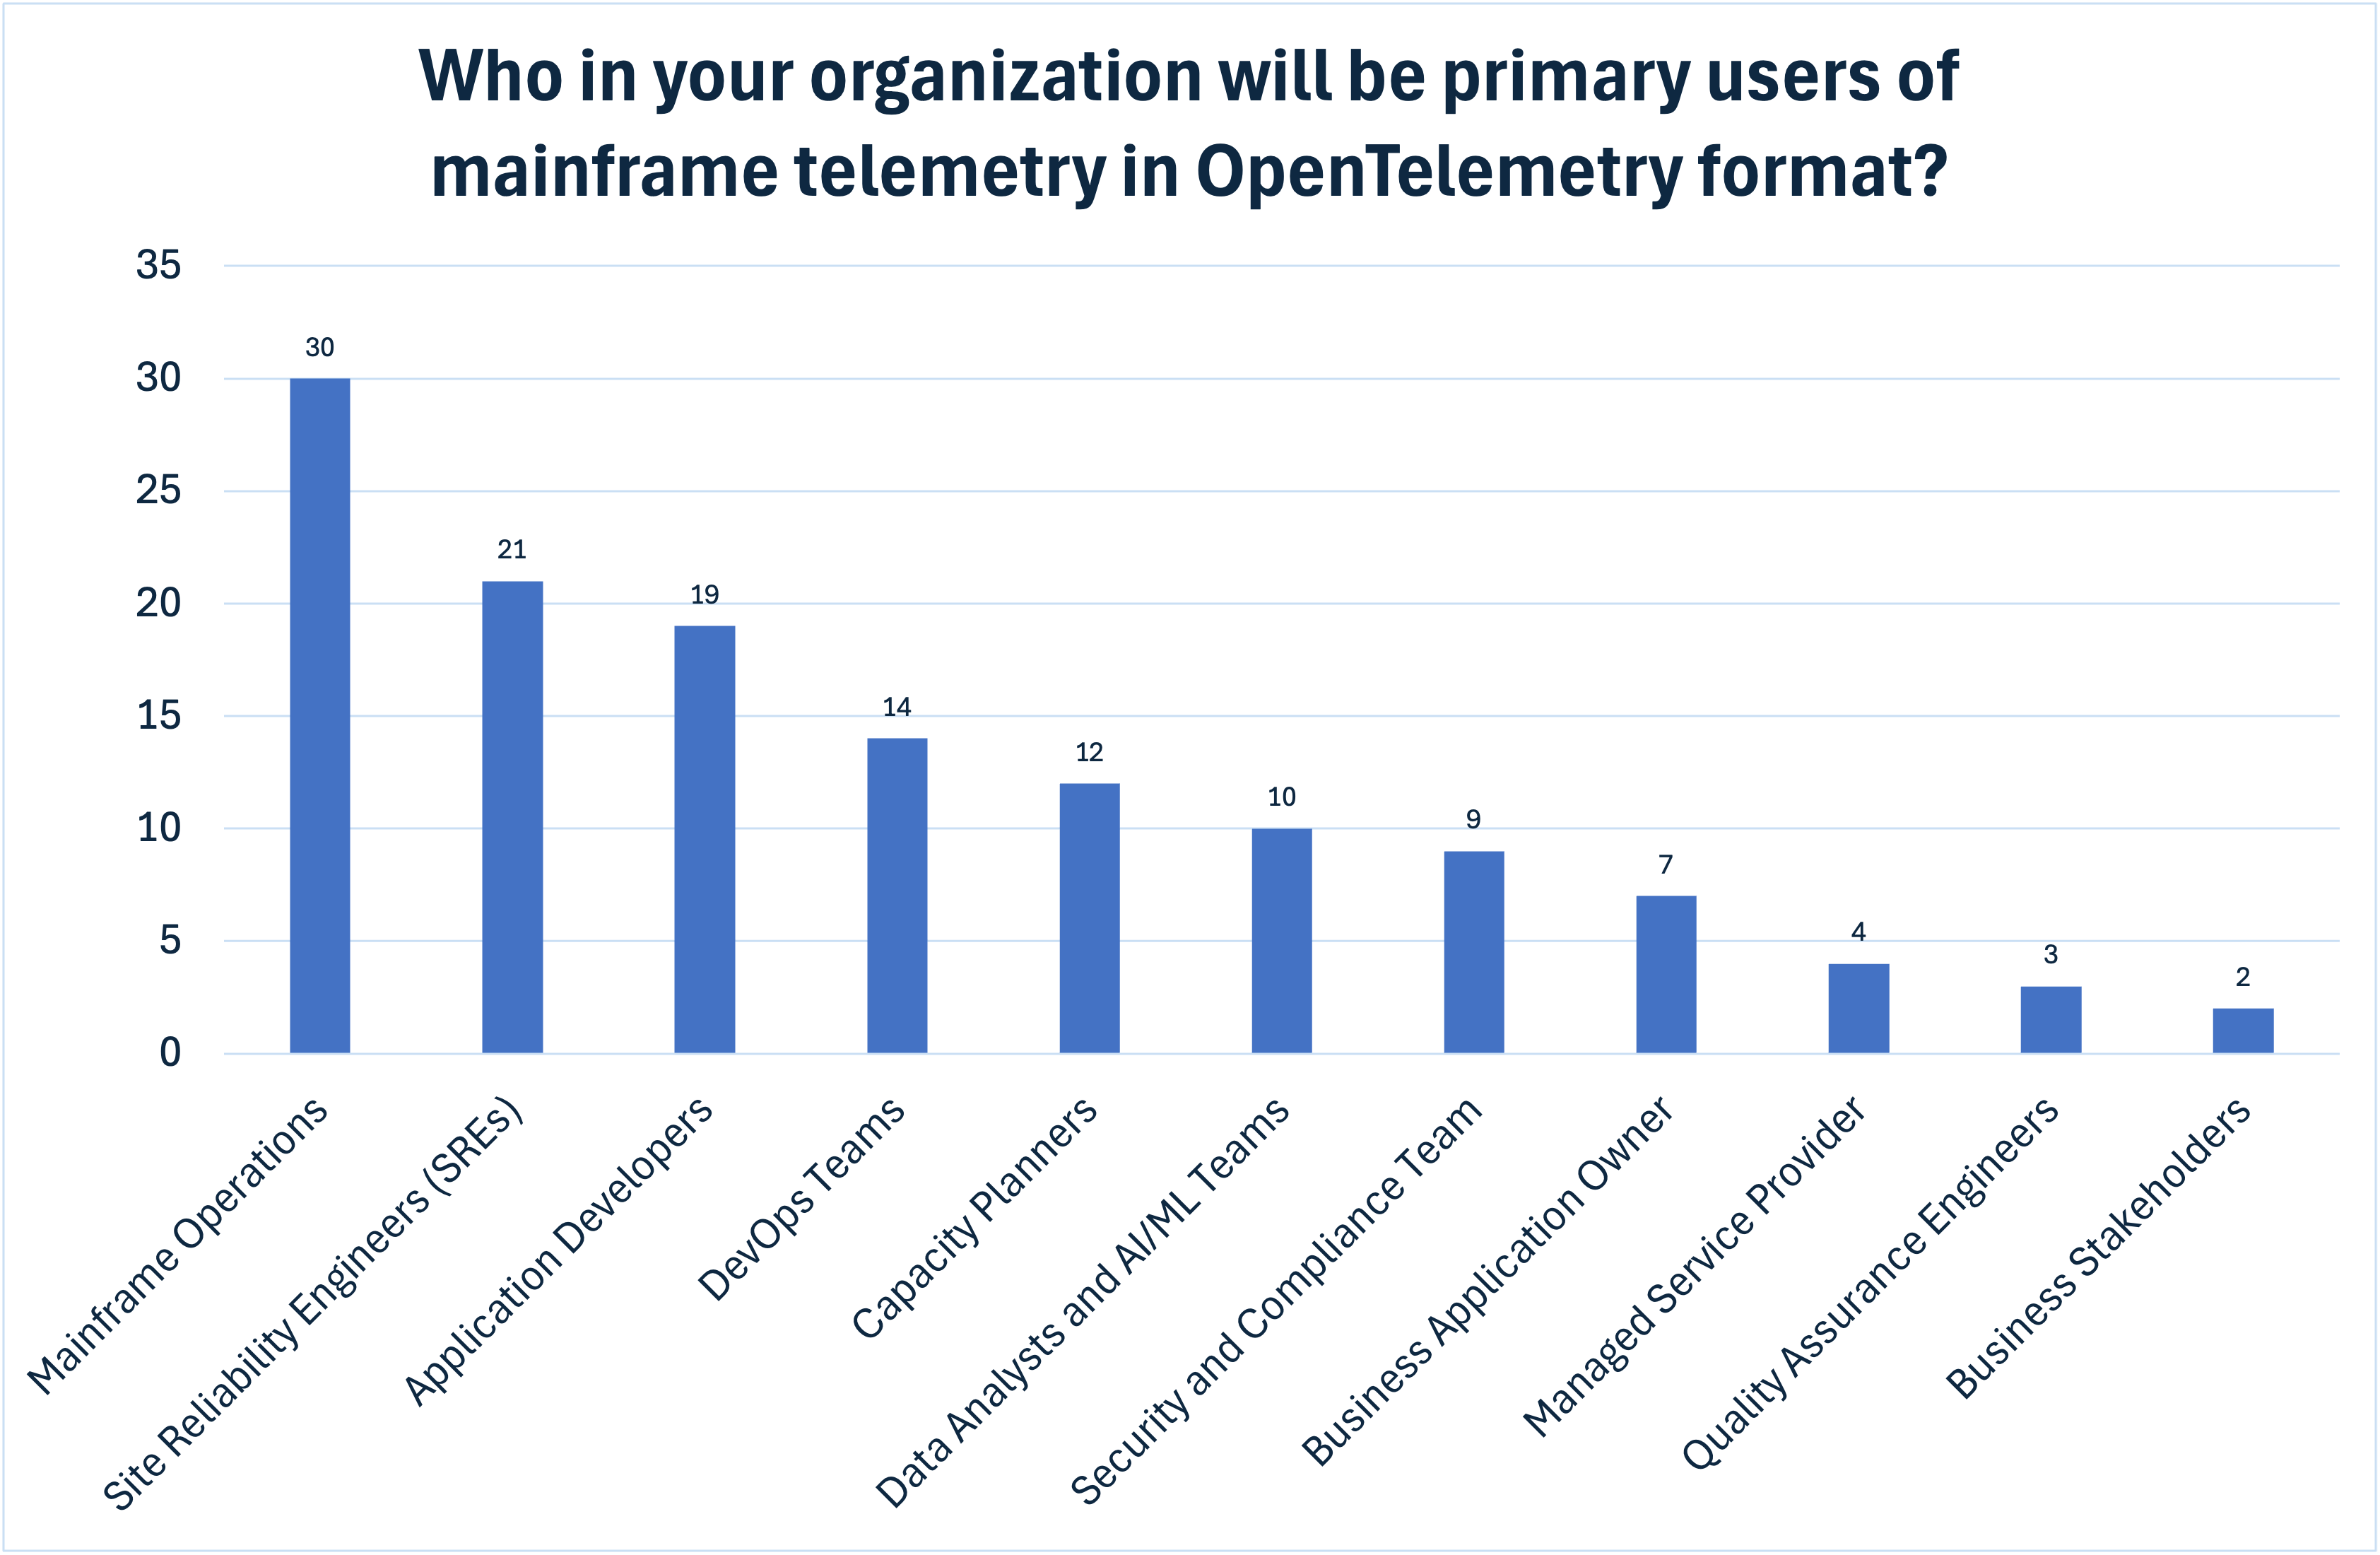 Who in your organization will be primary users of
mainframe telemetry in OpenTelemetry format?
35
30
25
20
15
10
5
0
30
21
19
14
12
10
9
7
4
3
2
Mainframe Operations
Site Reliability Engineers (SREs)
Application Developers
DevOps Teams
Capacity Planners
Data Analysts and AI/ML Teams
Security and Compliance Team
Business Application Owner
Managed Service Provider
Quality Assurance Engineers
Business Stakeholders